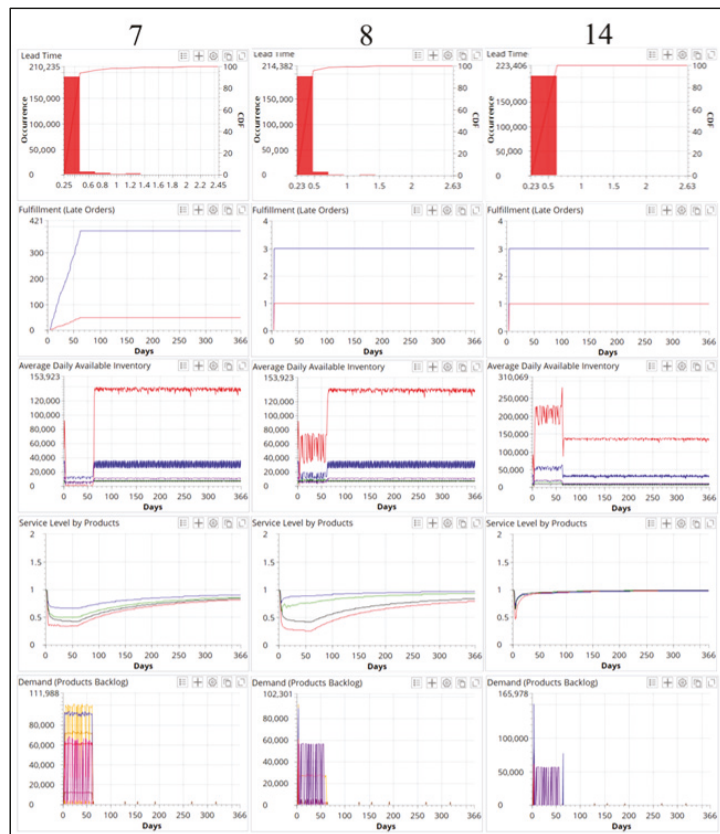 7 8 14
Lead Time Lead Time Lead Time
210,235 100 214,382 100 223,406 100
150,000 80 150,000 80 150,000 80
100,000 60 100,000 60 100,000 60
50,000 40 50,000 40 50,000 40
20 20 20
0 0 0 0 0 0
Occurrence CDF Occurrence CDF Occurrence CDF
0.25 0.6 0.8 1 1.2 1.4 1.6 1.8 2 2.2 2.45 0.23 0.5 1 1.5 2 2.63 0.23 0.5 1 1.5 2 2.63
Fulfillment (Late Orders) Fulfillment (Late Orders) Fulfillment (Late Orders)
421 4 4
300 3 3
200 2 2
100 1 1
0 0 0
0 50 100 150 200 250 300 366 0 50 100 150 200 250 300 366 0 50 100 150 200 250 300 366
Days Days Days
Average Daily Available Inventory Average Daily Available Inventory Average Daily Available Inventory
153,923 153,923 310,069
120,000 120,000 250,000
100,000 100,000 200,000
80,000 80,000 150,000
60,000 60,000 100,000
40,000 40,000 50,000
20,000 20,000
0 0 0
0 50 100 150 200 250 300 366 0 50 100 150 200 250 300 366 0 50 100 150 200 250 300 366
Days Days Days
Service Level by Products Service Level by Products Service Level by Products
2 2 2
1.5 1.5 1.5
1 1 1
0.5 0.5 0.5
0 0 0
0 50 100 150 200 250 300 366 0 50 100 150 200 250 300 366 0 50 100 150 200 250 300 366
Days Days Days
Demand (Products Backlog) Demand (Products Backlog) Demand (Products Backlog)
111,988 102,301 165,978
80,000 80,000 100,000
60,000 60,000 50,000
40,000 40,000
20,000 20,000
0 0 0
0 50 100 150 200 250 300 366 0 50 100 150 200 250 300 366 0 50 100 150 200 250 300 366
Days Days Days